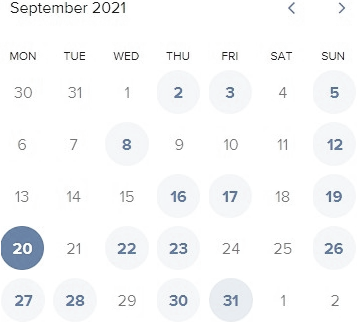 September 2021
MON TUE WED THU FRI SAT SUN
30 31 1 2 3 4 5
6 7 8 9 10 11 12
13 14 15 16 17 18 19
20 21 22 23 24 25 26
27 28 29 30 31 1 2